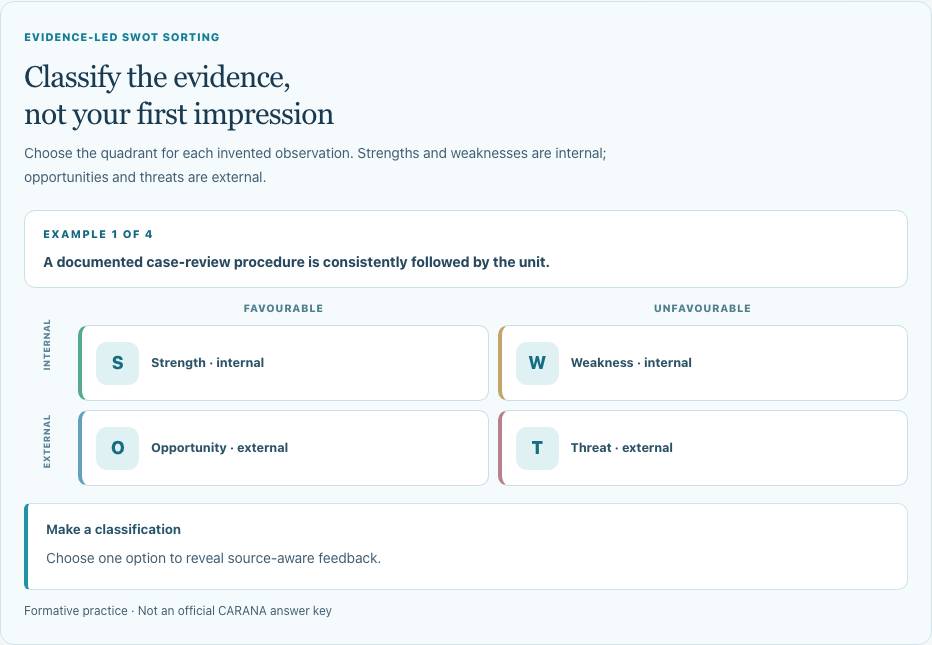 EVIDENCE-LED SWOT SORTING
Classify the evidence,
not your first impression
Choose the quadrant for each invented observation. Strengths and weaknesses are internal;
opportunities and threats are external.
EXAMPLE 1 OF 4
A documented case-review procedure is consistently followed by the unit.
FAVOURABLE
UNFAVOURABLE
INTERNAL
S
Strength · internal
W
Weakness · internal
EXTERNAL
O
Opportunity · external
T
Threat · external
Make a classification
Choose one option to reveal source-aware feedback.
Formative practice · Not an official CARANA answer key